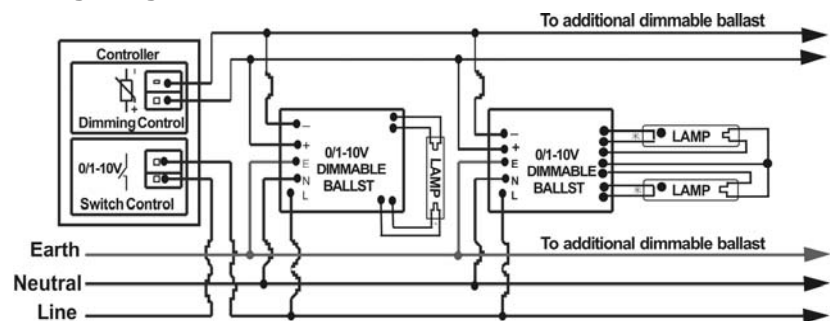 To additional dimmable ballast
Controller
Dimming Control
0/1-10V
Switch Control
−
+
E
N
L
0/1-10V
DIMMABLE
BALLST
LAMP
−
+
E
N
L
0/1-10V
DIMMABLE
BALLST
LAMP
LAMP
Earth
To additional dimmable ballast
Neutral
Line